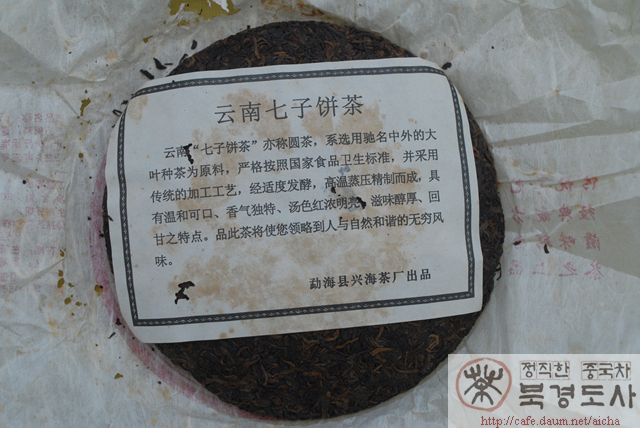 云南七子饼茶
云南“七子饼茶”亦称圆茶，系选用驰名中外的大
叶种茶为原料，严格按照国家食品卫生标准，并采用
传统的加工工艺，经适度发酵，高温蒸压精制而成，具
有温和可口、香气独特、汤色红浓明亮、滋味醇厚、回
甘之特点。品此茶将使您领略到人与自然和谐的无穷风
味。
勐海县兴海茶厂出品
茶
정직한 중국차
북경도사
http://cafe.daum.net/aicha